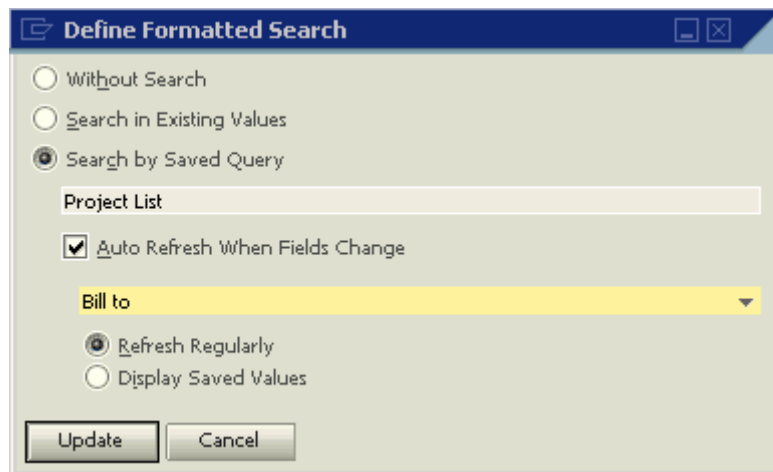 Define Formatted Search
Without Search
Search in Existing Values
Search by Saved Query
Project List
Auto Refresh When Fields Change
Bill to
Refresh Regularly
Display Saved Values
Update Cancel